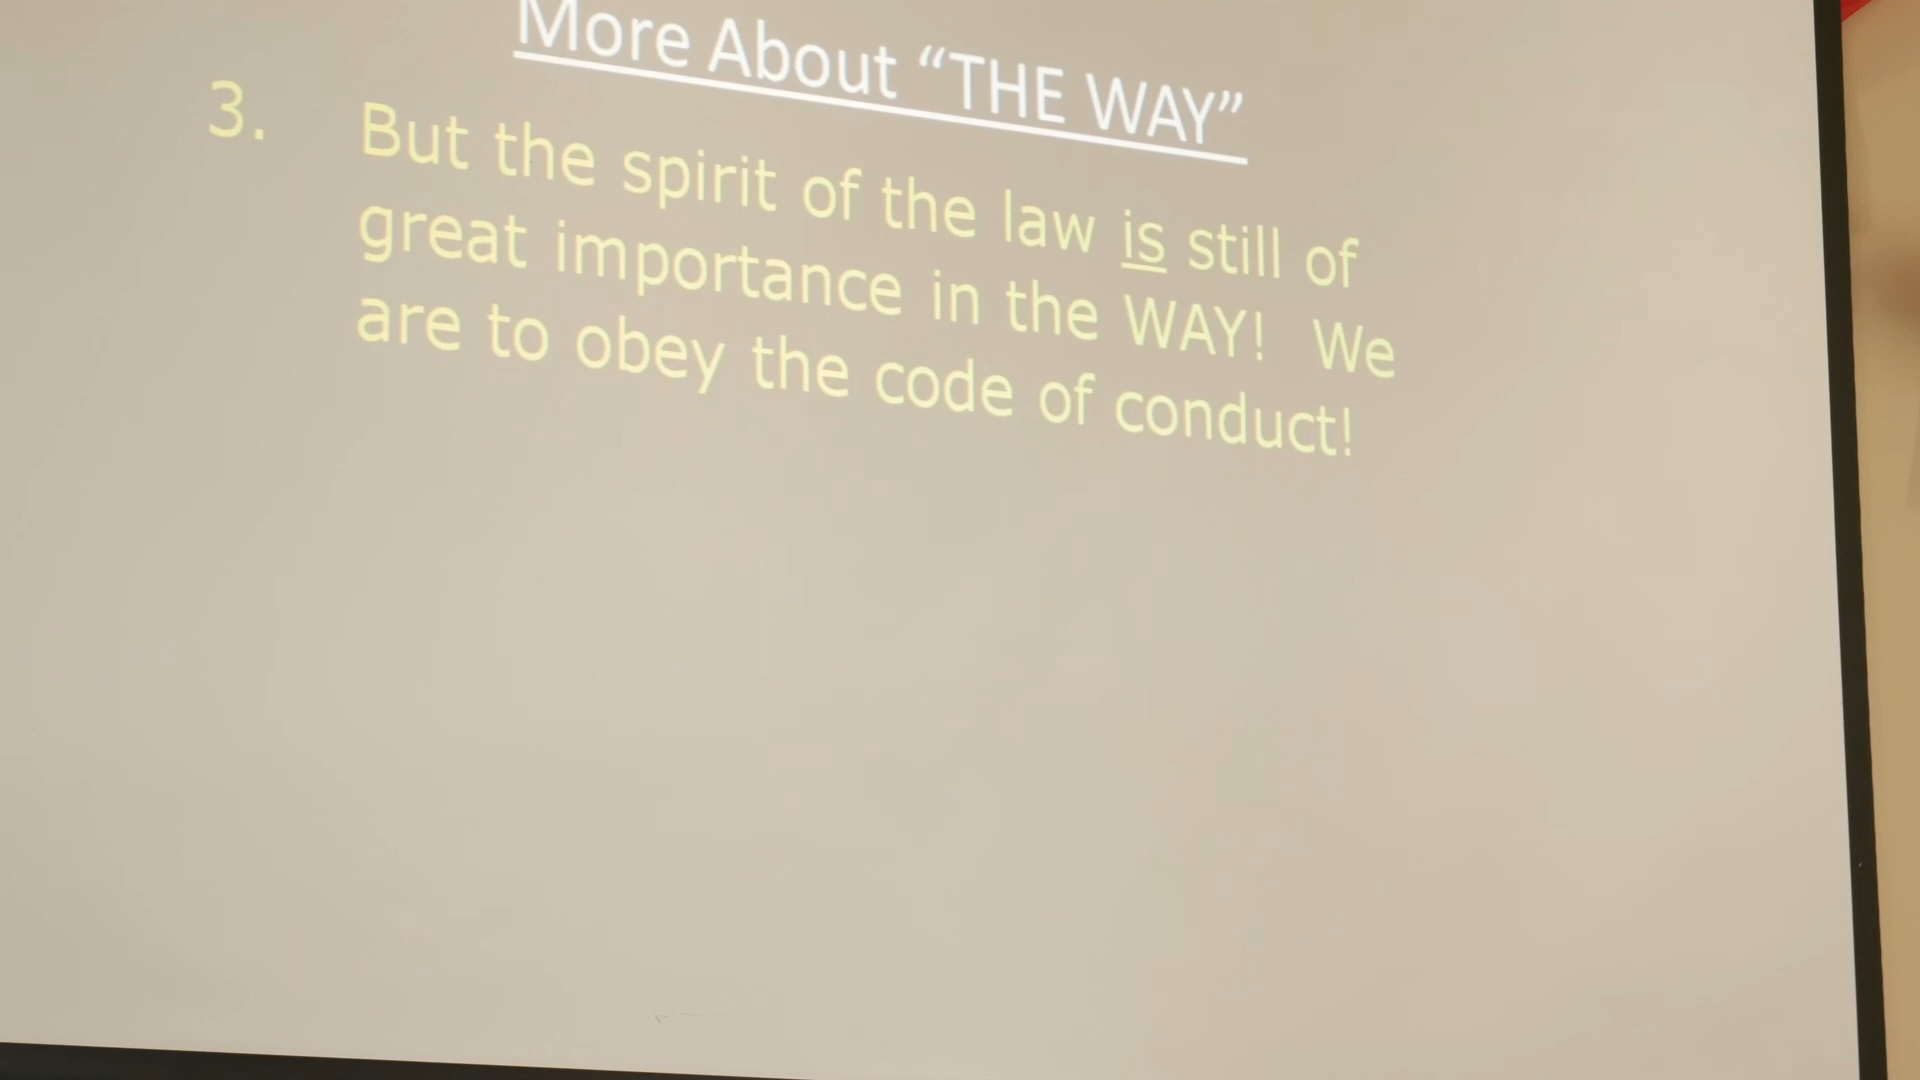 More About “THE WAY”
3. But the spirit of the law is still of
great importance in the WAY!  We
are to obey the code of conduct!